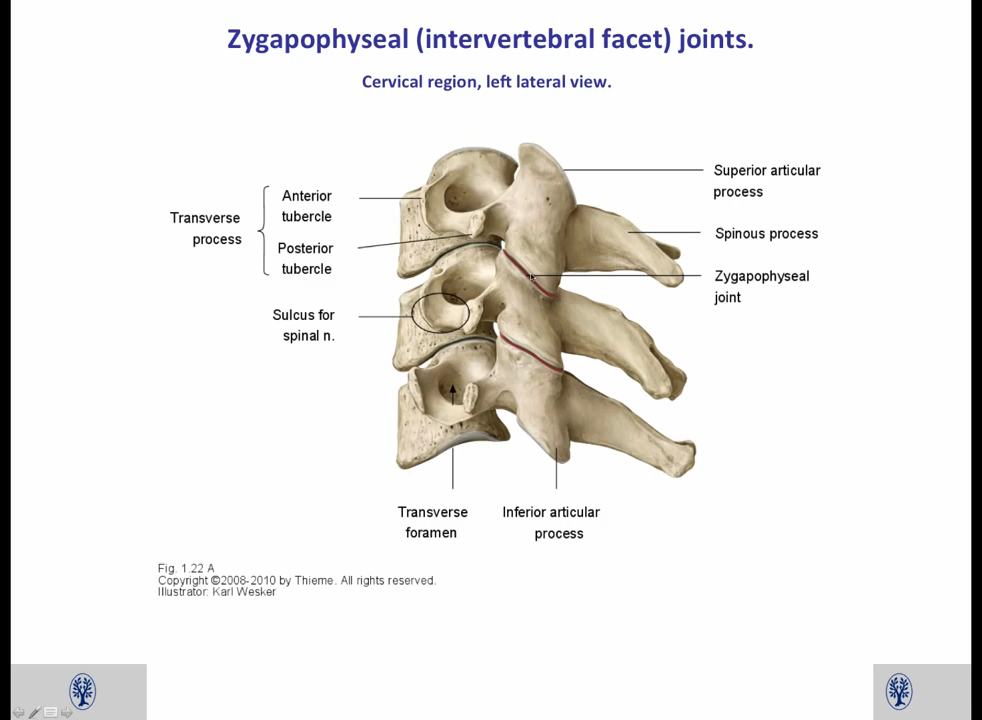 Zygapophyseal (intervertebral facet) joints.
Cervical region, left lateral view.
Transverse
process
Anterior
tubercle
Posterior
tubercle
Sulcus for
spinal n.
Superior articular
process
Spinous process
Zygapophyseal
joint
Transverse
foramen
Inferior articular
process
Fig. 1.22 A
Copyright ©2008-2010 by Thieme. All rights reserved.
Illustrator: Karl Wesker